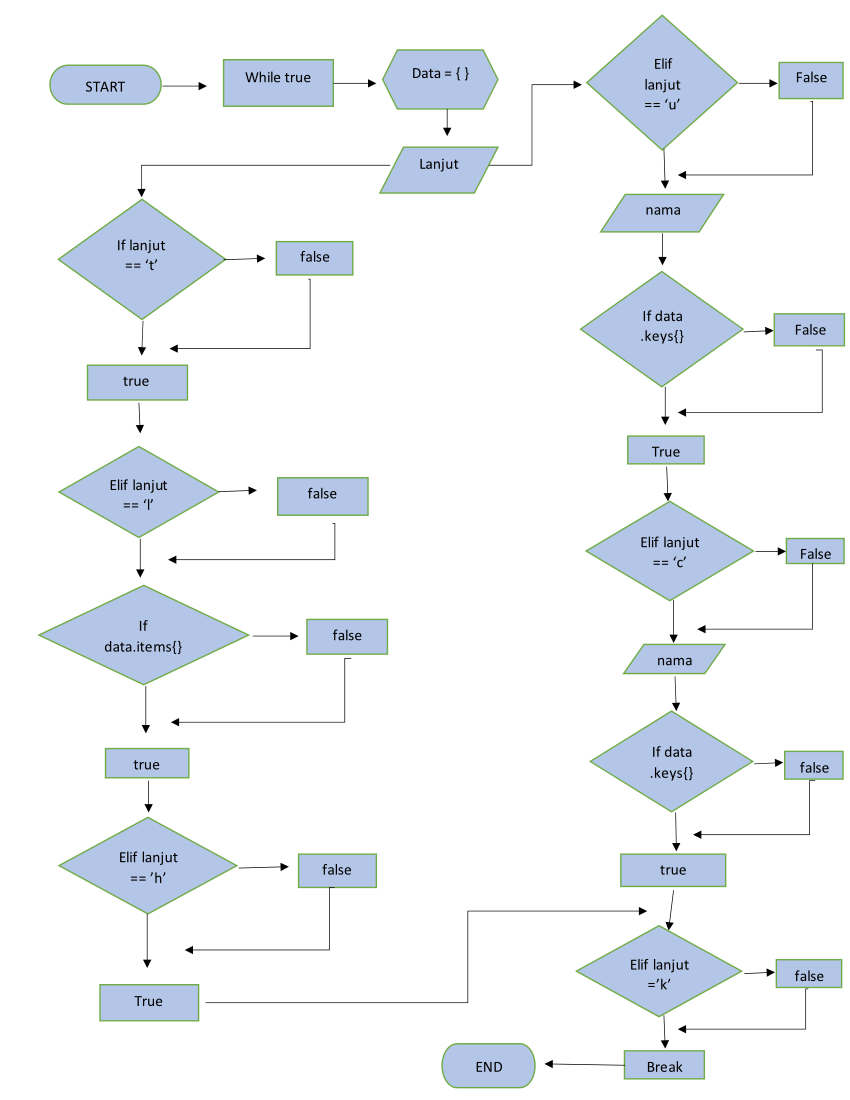 START
While true
Data = { }
Lanjut
If lanjut
== ‘t’
false
true
Elif lanjut
== ‘l’
false
If
data.items{}
false
true
Elif lanjut
== ’h’
false
True
Elif
lanjut
== ‘u’
False
nama
If data
.keys{}
False
True
Elif lanjut
== ‘c’
False
nama
If data
.keys{}
false
true
Elif lanjut
=’k’
false
Break
END